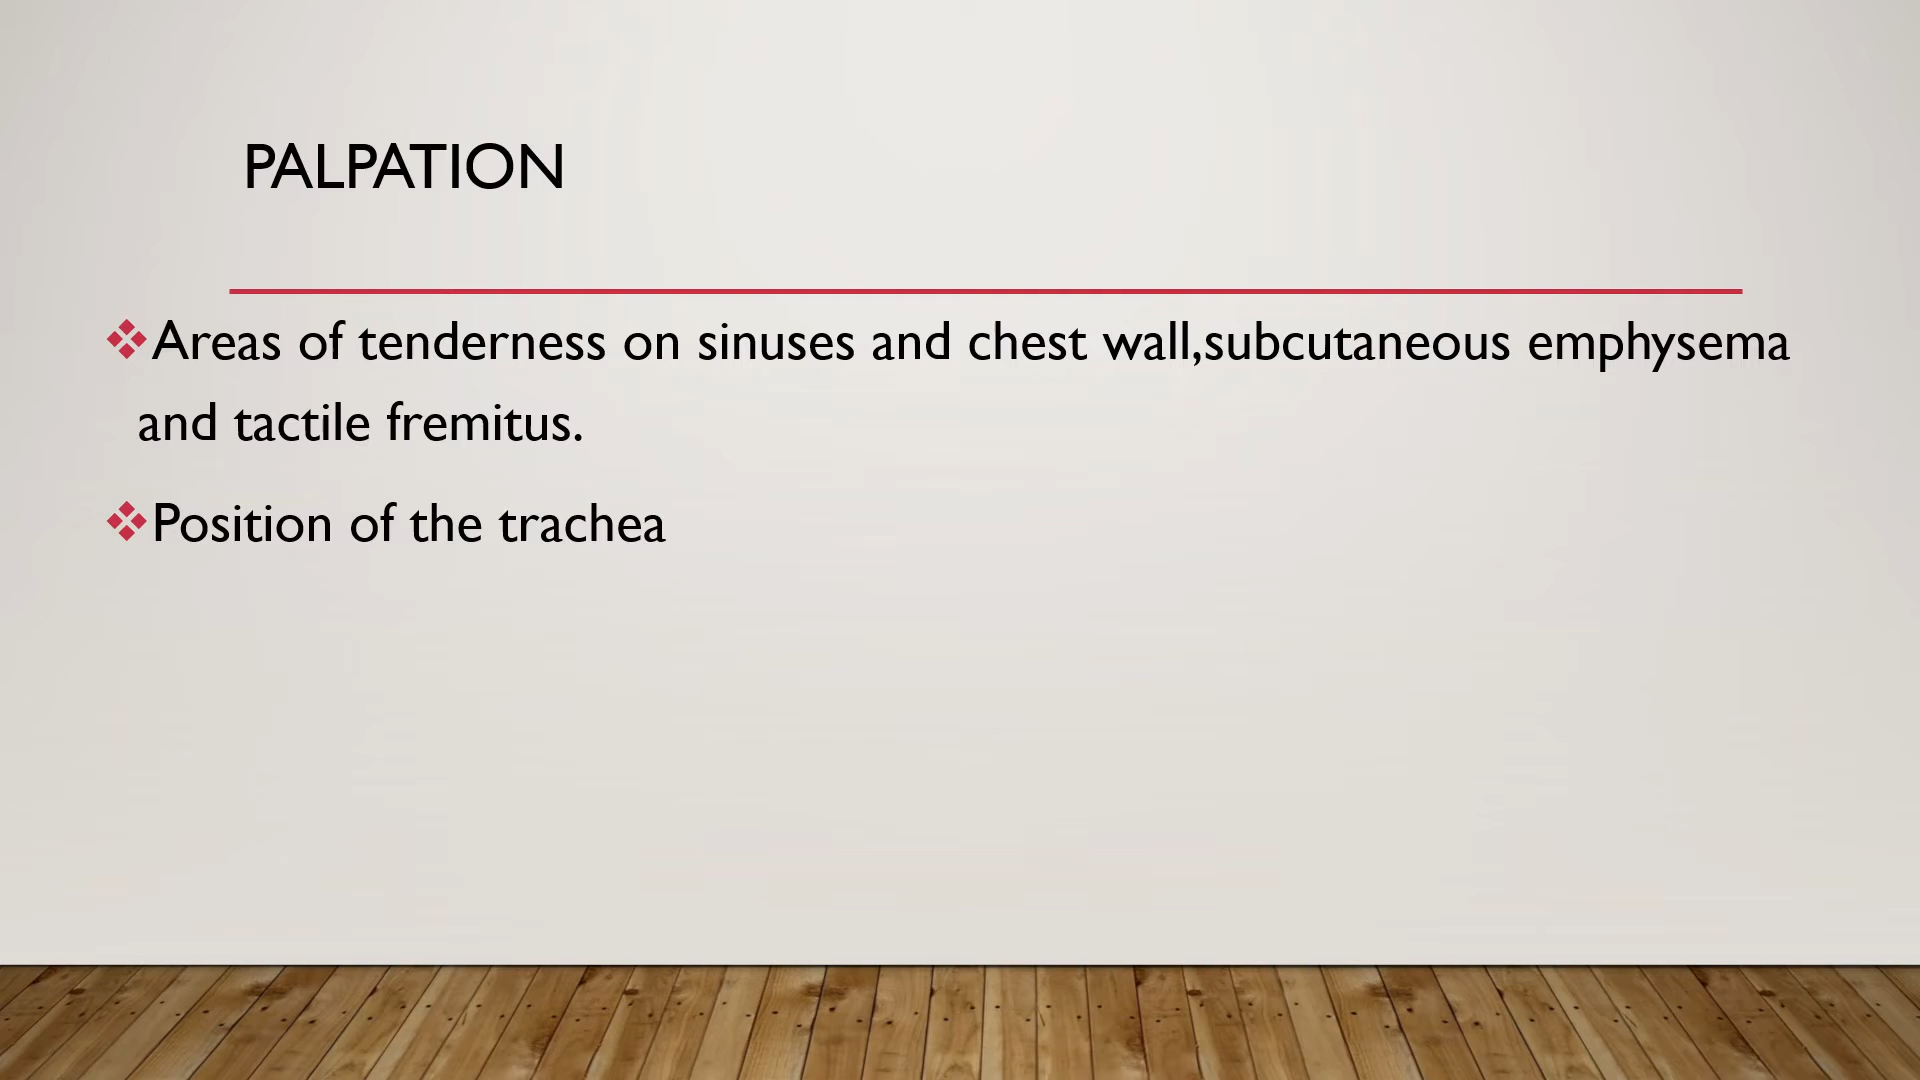 PALPATION
❖Areas of tenderness on sinuses and chest wall,subcutaneous emphysema
and tactile fremitus.
❖Position of the trachea